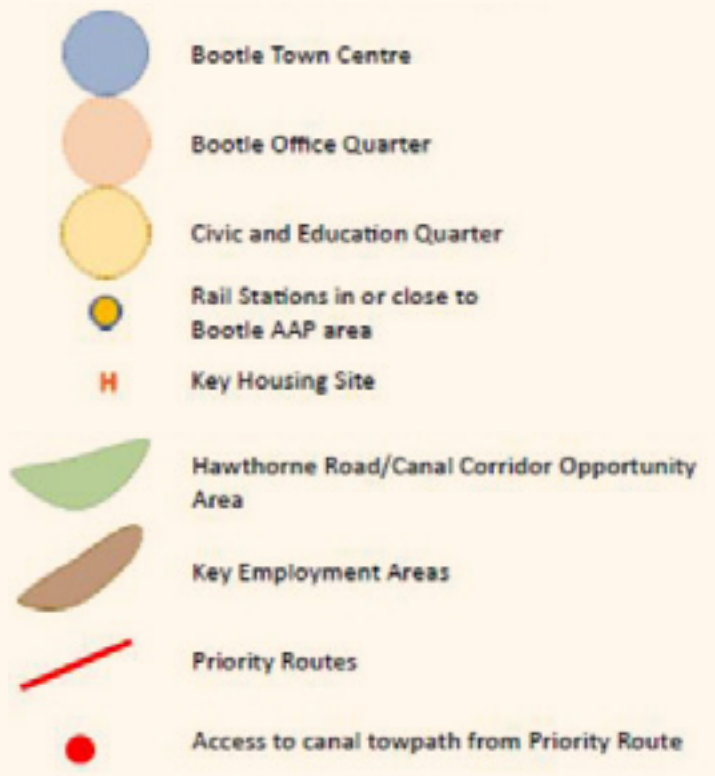 Bootle Town Centre
Bootle Office Quarter
Civic and Education Quarter
Rail Stations in or close to
Bootle AAP area
H Key Housing Site
Hawthorne Road/Canal Corridor Opportunity
Area
Key Employment Areas
Priority Routes
Access to canal towpath from Priority Route